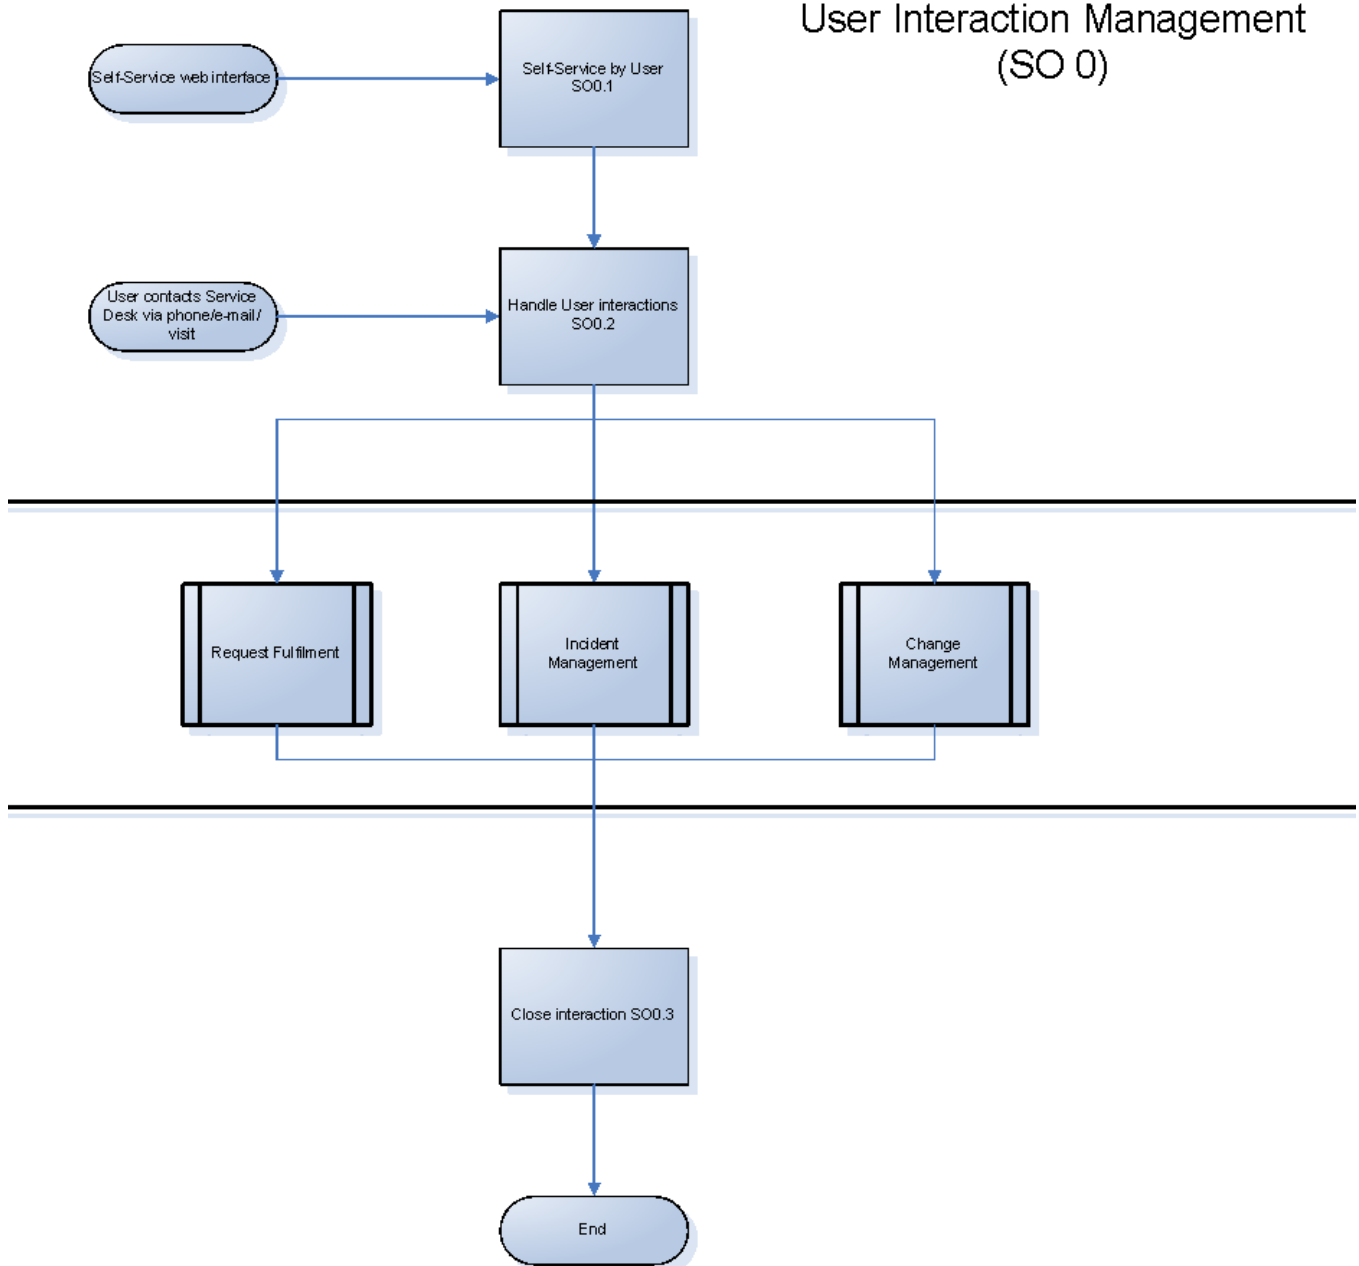 User Interaction Management
(SO 0)
Self-Service web interface
Self-Service by User
SO0.1
User contacts Service
Desk via phone/e-mail/
visit
Handle User interactions
SO0.2
Request Fulfilment
Incident
Management
Change
Management
Close interaction SO0.3
End